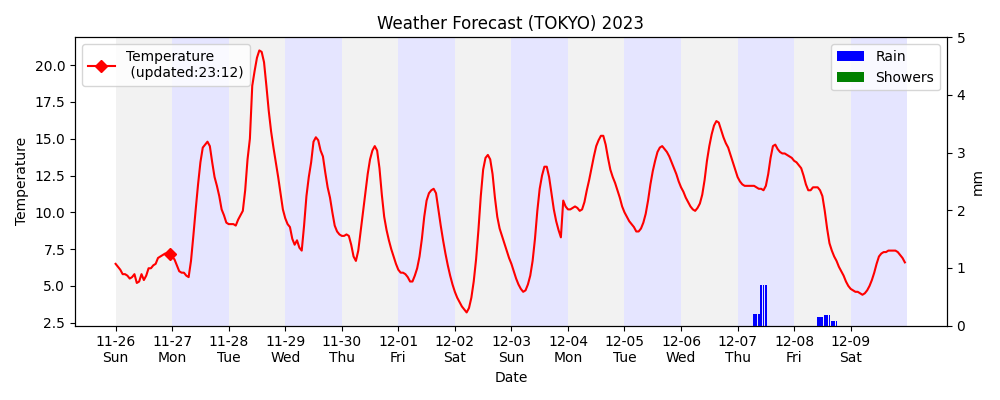 Weather Forecast (TOKYO) 2023
Temperature
(updated:23:12)
Rain
Showers
Temperature
20.0
17.5
15.0
12.5
10.0
7.5
5.0
2.5
5
4
3
2
1
0
mm
11-26 11-27 11-28 11-29 11-30 12-01 12-02 12-03 12-04 12-05 12-06 12-07 12-08 12-09
Sun Mon Tue Wed Thu Fri Sat Sun Mon Tue Wed Thu Fri Sat
Date